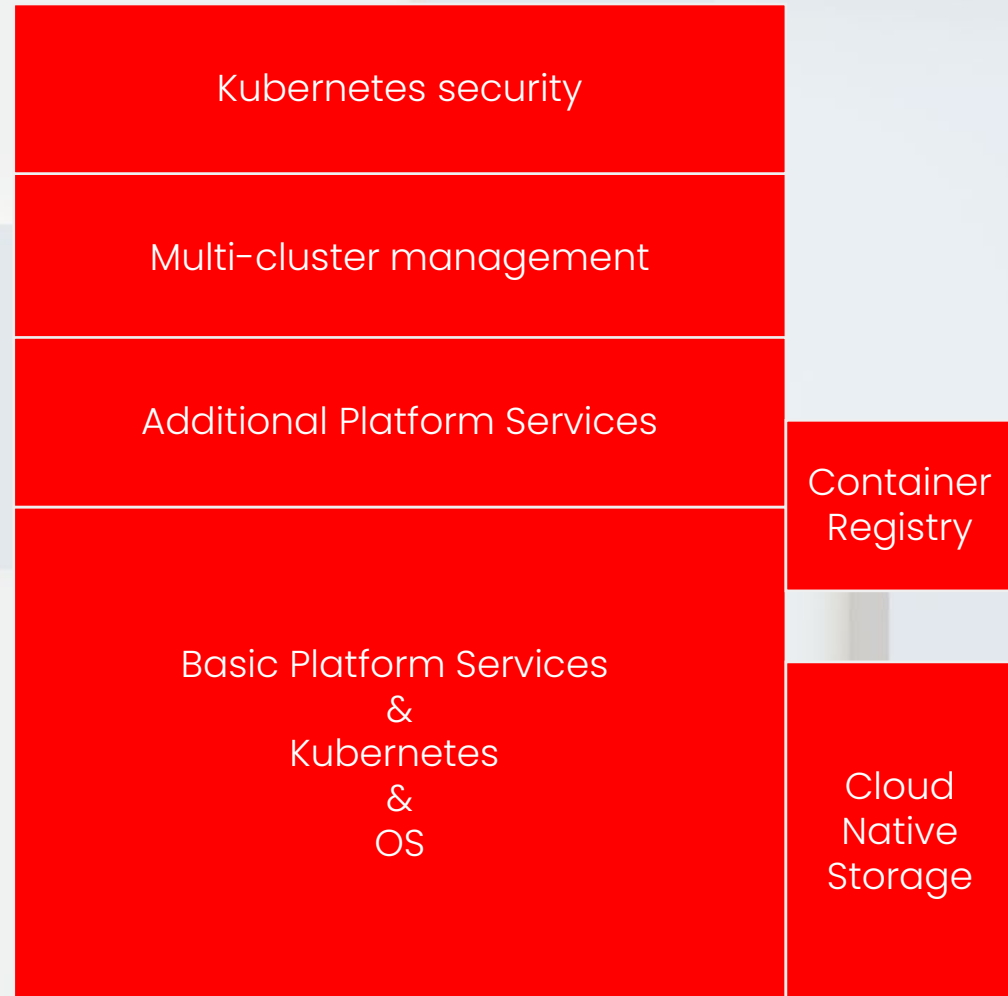 Kubernetes security
Multi-cluster management
Additional Platform Services
Container
Registry
Basic Platform Services
&
Kubernetes
&
OS
Cloud
Native
Storage